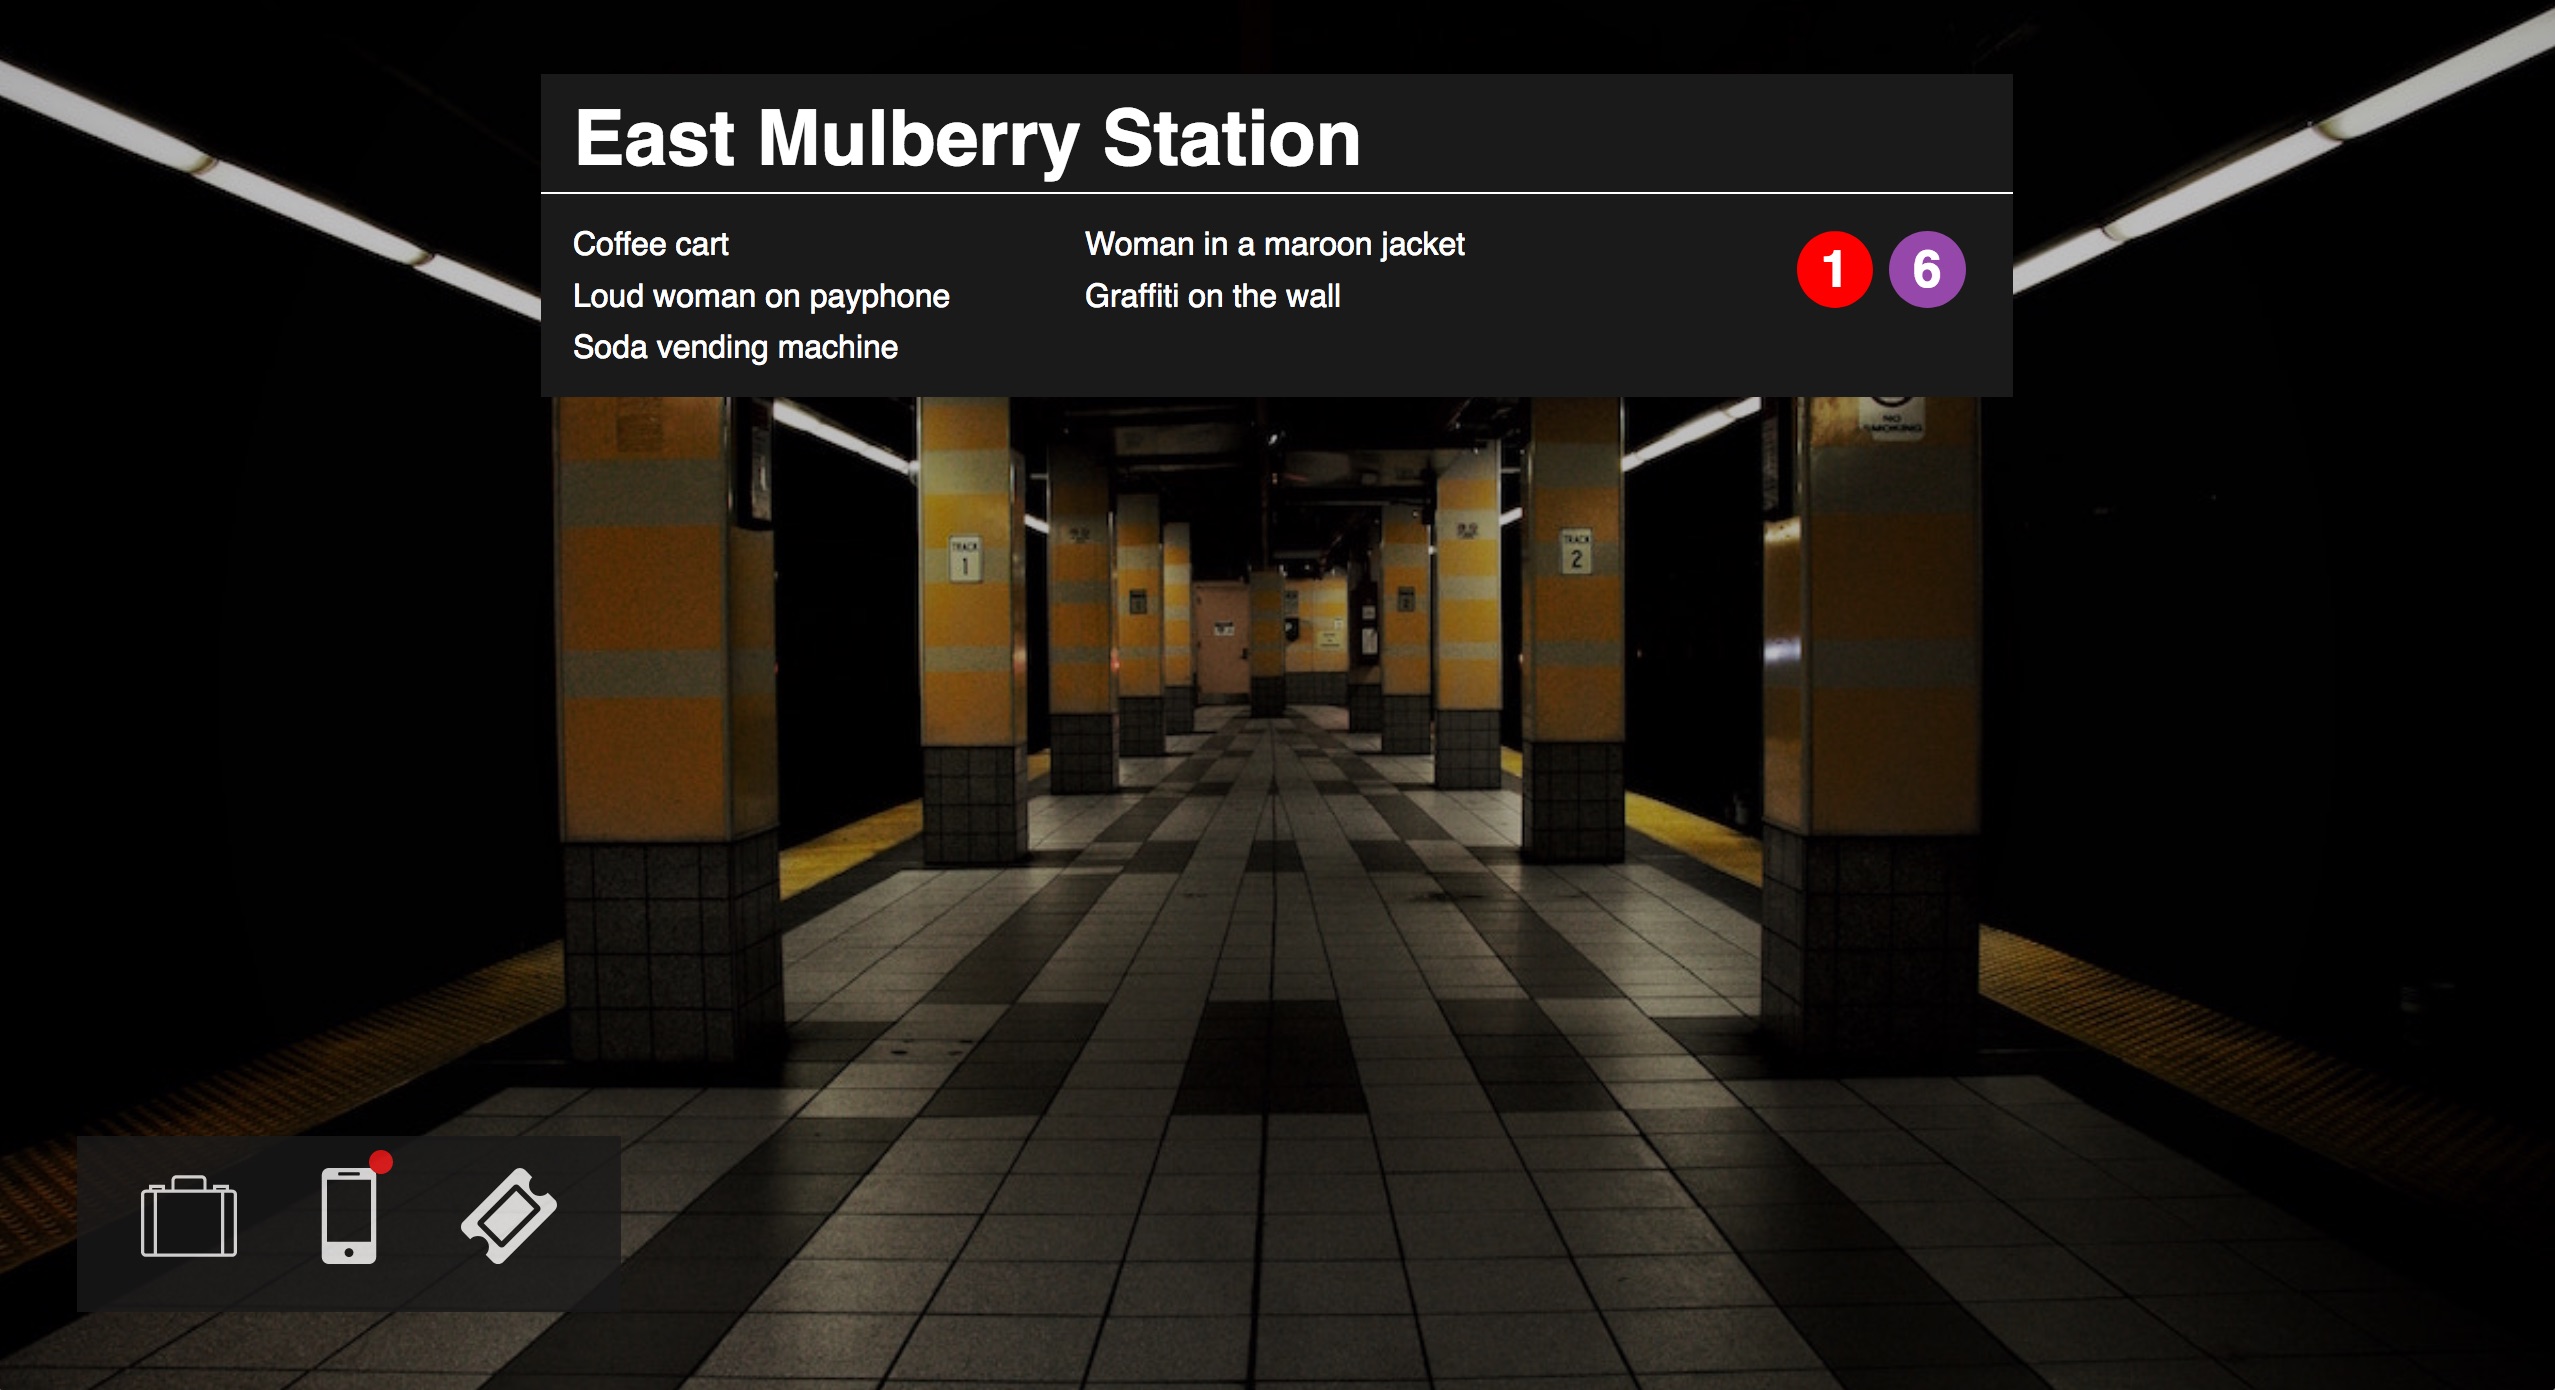 East Mulberry Station
Coffee cart
Loud woman on payphone
Soda vending machine
Woman in a maroon jacket
Graffiti on the wall
1 6
NO
SMOKING
TRACK
1
TRACK
2